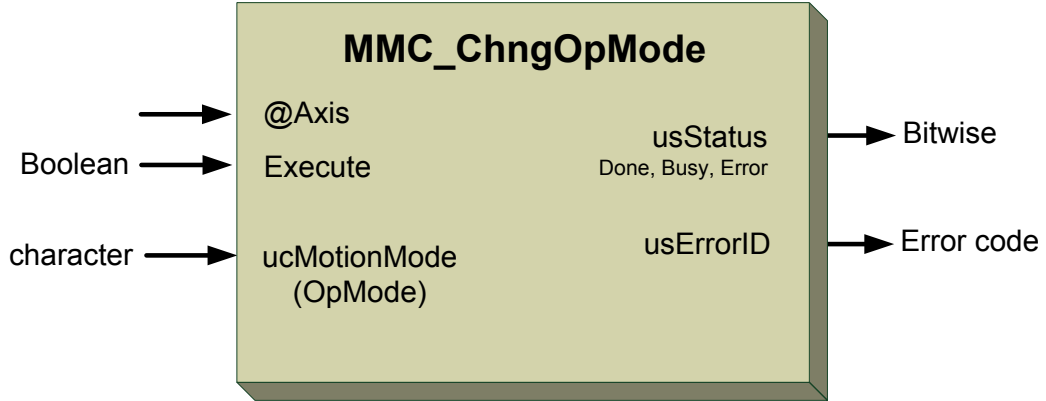 MMC_ChngOpMode
@Axis
Boolean
Execute
character
ucMotionMode
(OpMode)
usStatus
Done, Busy, Error
Bitwise
usErrorID
Error code